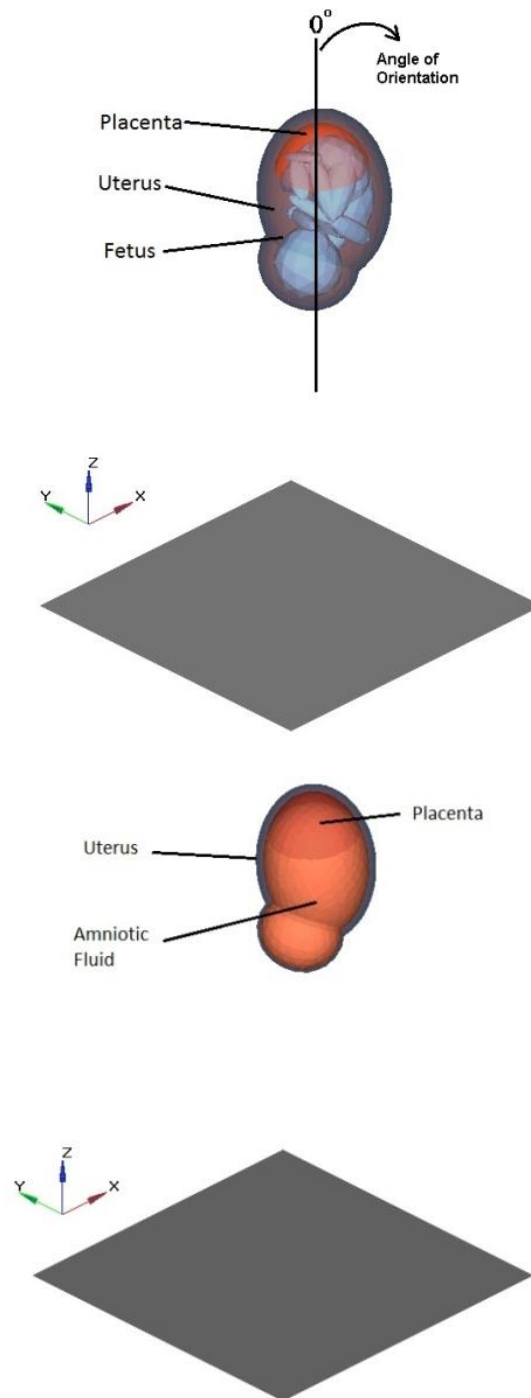 0°
Angle of
Orientation
Placenta
Uterus
Fetus
Z
Y
X
Placenta
Uterus
Amniotic
Fluid
Z
Y
X